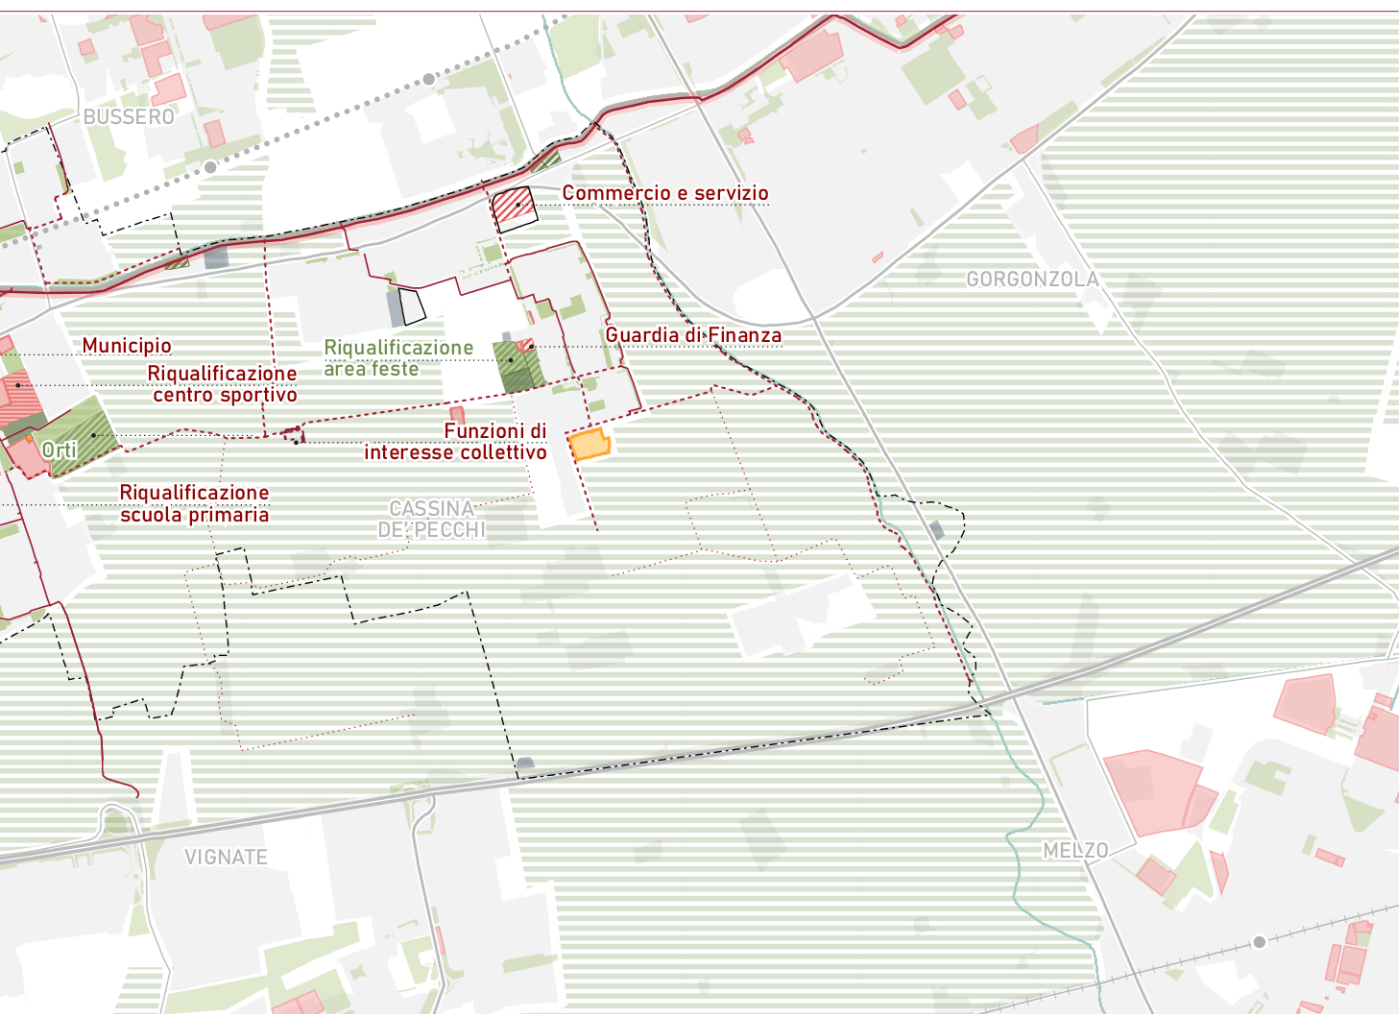 BUSSERO
Commercio e servizio
GORGONZOLA
Municipio
Riqualificazione
area feste
Guardia di Finanza
Riqualificazione
centro sportivo
Orti
Funzioni di
interesse collettivo
Riqualificazione
scuola primaria
CASSINA
DE' PECCHI
VIGNATE
MELZO